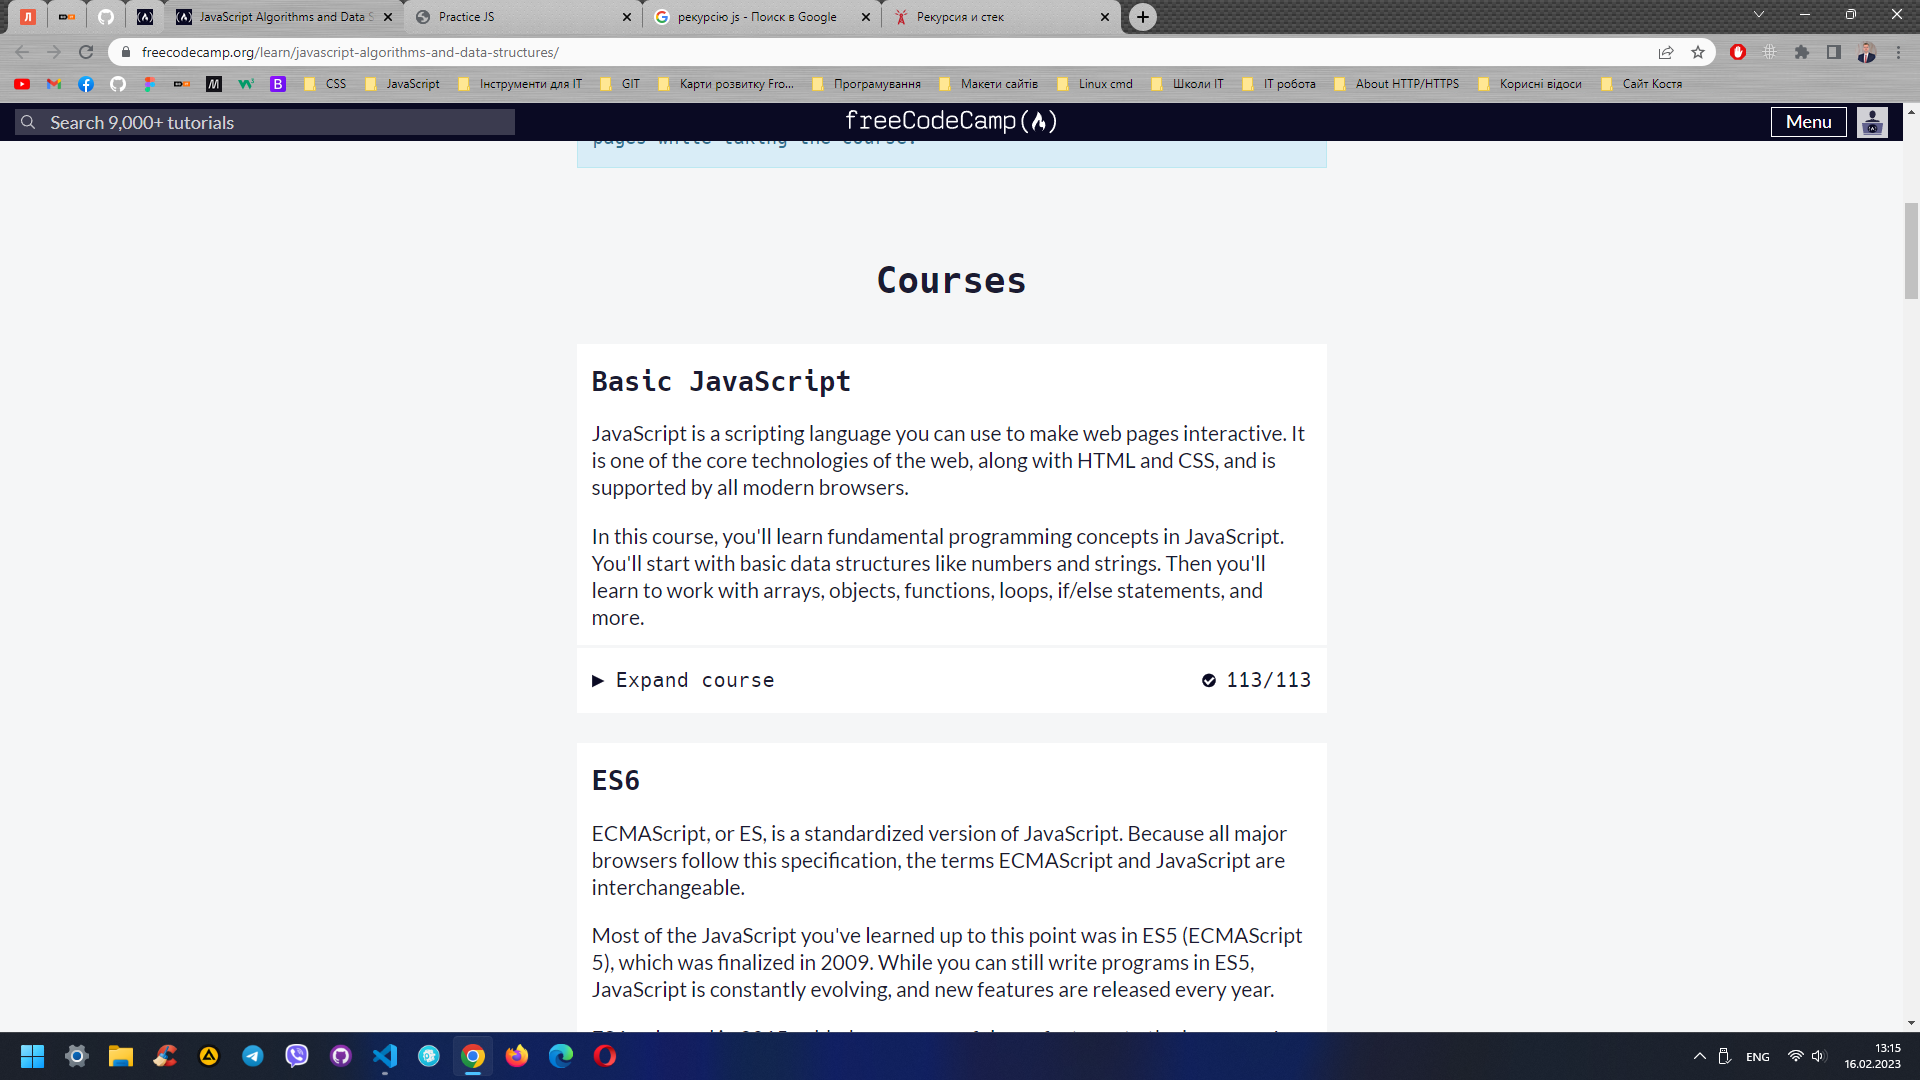 JavaScript Algorithms and Data S
Practice JS
рекурсію js - Поиск в Google
Рекурсия и стек
freecodecamp.org/learn/javascript-algorithms-and-data-structures/
CSS
JavaScript
Інструменти для IT
GIT
Карти розвитку Fro...
Програмування
Макети сайтів
Linux cmd
Школи IT
IT робота
About HTTP/HTTPS
Корисні відоси
Сайт Костя
Search 9,000+ tutorials
freeCodeCamp
Menu
pages while taking the course.
Courses
Basic JavaScript
JavaScript is a scripting language you can use to make web pages interactive. It
is one of the core technologies of the web, along with HTML and CSS, and is
supported by all modern browsers.
In this course, you'll learn fundamental programming concepts in JavaScript.
You'll start with basic data structures like numbers and strings. Then you'll
learn to work with arrays, objects, functions, loops, if/else statements, and
more.
Expand course
113/113
ES6
ECMAScript, or ES, is a standardized version of JavaScript. Because all major
browsers follow this specification, the terms ECMAScript and JavaScript are
interchangeable.
Most of the JavaScript you've learned up to this point was in ES5 (ECMAScript
5), which was finalized in 2009. While you can still write programs in ES5,
JavaScript is constantly evolving, and new features are released every year.
ENG
13:15
16.02.2023